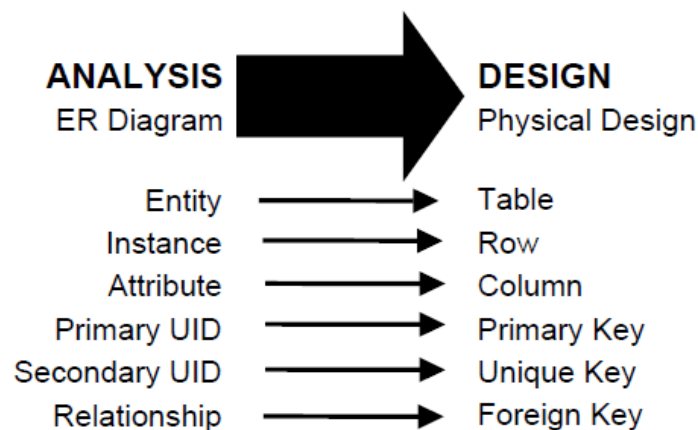 ANALYSIS DESIGN
ER Diagram Physical Design
Entity Table
Instance Row
Attribute Column
Primary UID Primary Key
Secondary UID Unique Key
Relationship Foreign Key